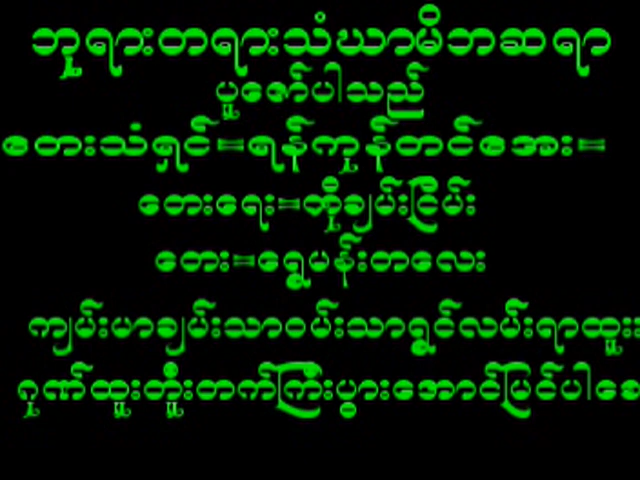 ဘုရားတရားသံဃာမိဘဆရာ
ပူဇော်ပါသည်
တေးသံရှင်=ရန်ကုန်တင်အေး=
တေးရေး=ကိုချမ်းငြိမ်း
တေး=ရွှေပန်းတလေး
ကျမ်းမာချမ်းသာဝမ်းသာရွှင်လမ်းရာထူး
ဂုဏ်ထူးတိုးတက်ကြီးပွားအောင်မြင်ပါစေ